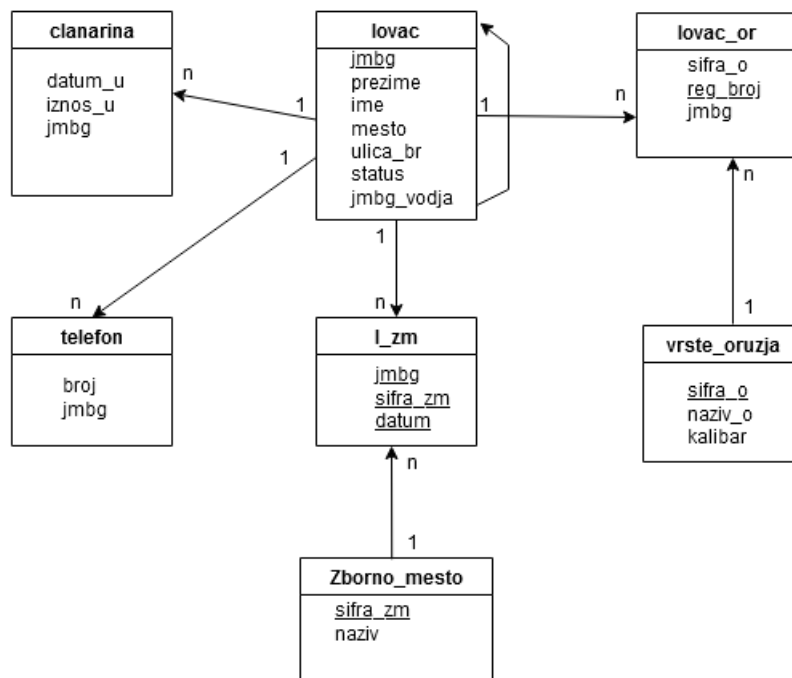 clanarina
datum_u
iznos_u
jmbg
lovac
jmbg
prezime
ime
mesto
ulica_br
status
jmbg_vodja
lovac_or
sifra_o
reg_broj
jmbg
n
1
1
n
1
1
n
n
n
1
telefon
broj
jmbg
l_zm
jmbg
sifra_zm
datum
vrste_oruzja
sifra_o
naziv_o
kalibar
n
1
Zborno_mesto
sifra_zm
naziv